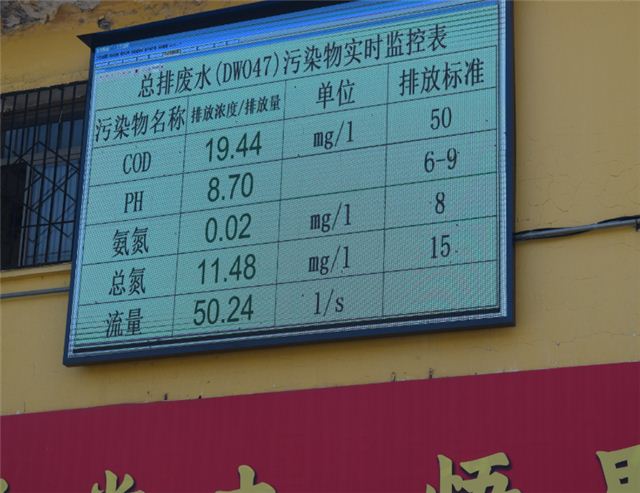 总排废水(DW047)污染物实时监控表
污染物名称 排放浓度/排放量 单位 排放标准
COD 19.44 mg/l 50
PH 8.70 6-9
氨氮 0.02 mg/l 8
总氮 11.48 mg/l 15
流量 50.24 l/s